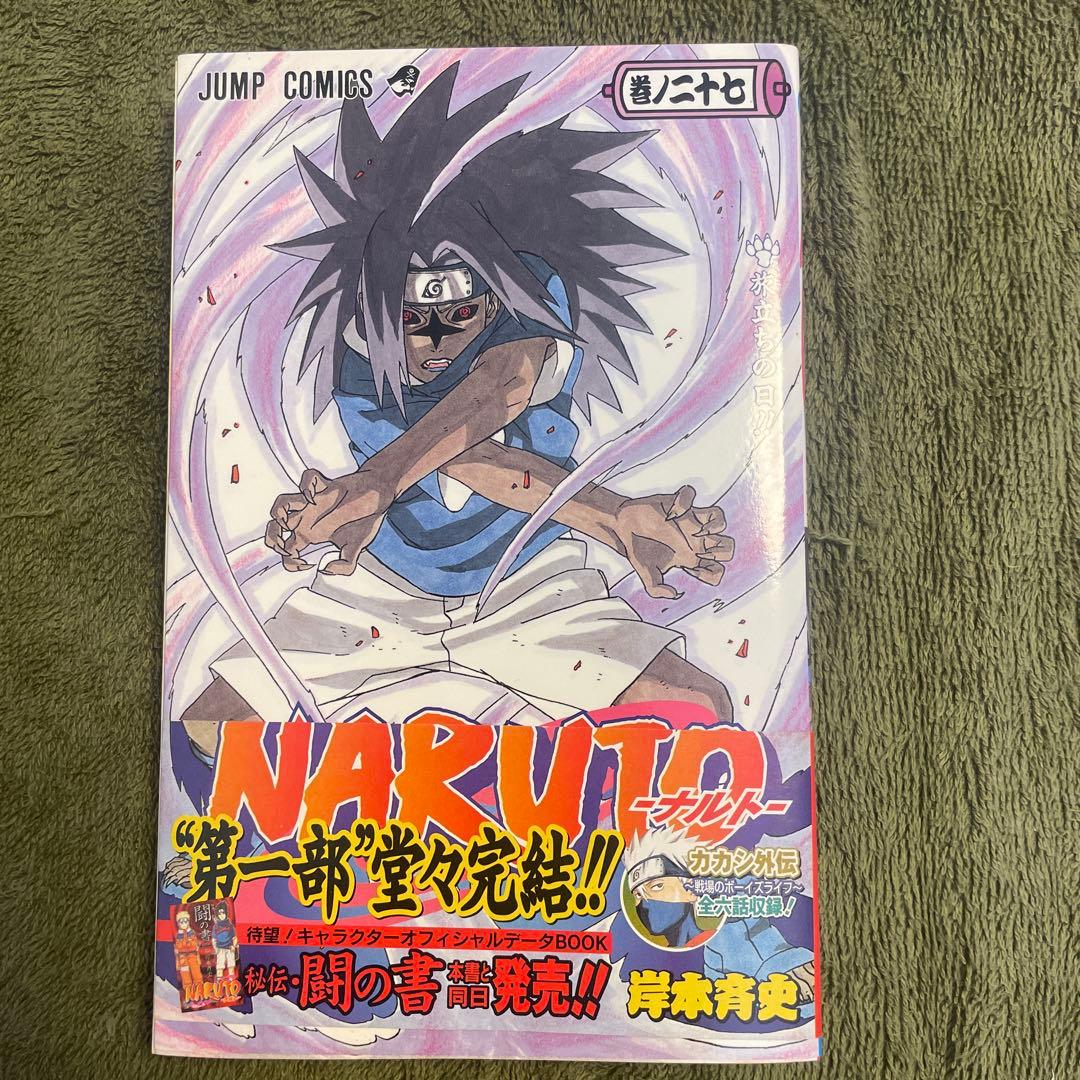 JUMP COMICS
巻ノ二十七
旅立ちの日!!
NARUTO
-ナルト-
"第一部"堂々完結!!
カカシ外伝
〜戦場のボーイズライフ〜
全六話収録!
待望!キャラクターオフィシャルデータBOOK
秘伝・闘の書 本書と同日発売!!
闘の書
NARUTO
岸本斉史